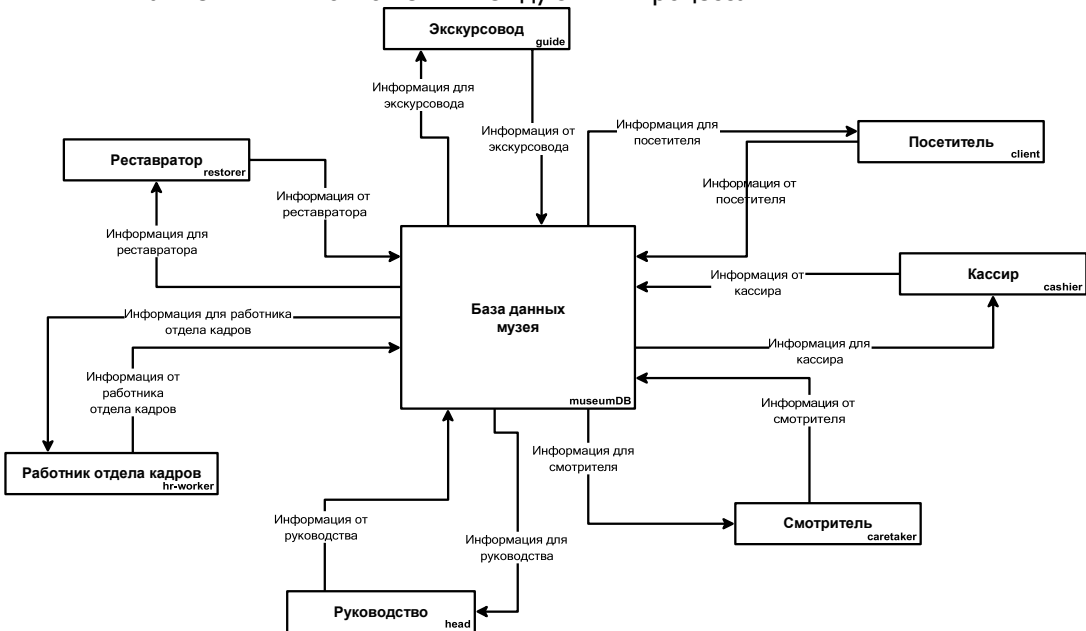 Экскурсовод
guide
Информация для
экскурсовода
Информация от
экскурсовода
Информация для
посетителя
Посетитель
client
Информация от
посетителя
Реставратор
restorer
Информация от
реставратора
Информация для
реставратора
База данных
музея
museumDB
Информация от
кассира
Кассир
cashier
Информация для
кассира
Информация для работника
отдела кадров
Информация от
работника
отдела кадров
Работник отдела кадров
hr-worker
Информация от
смотрителя
Информация для
смотрителя
Смотритель
caretaker
Информация от
руководства
Информация для
руководства
Руководство
head